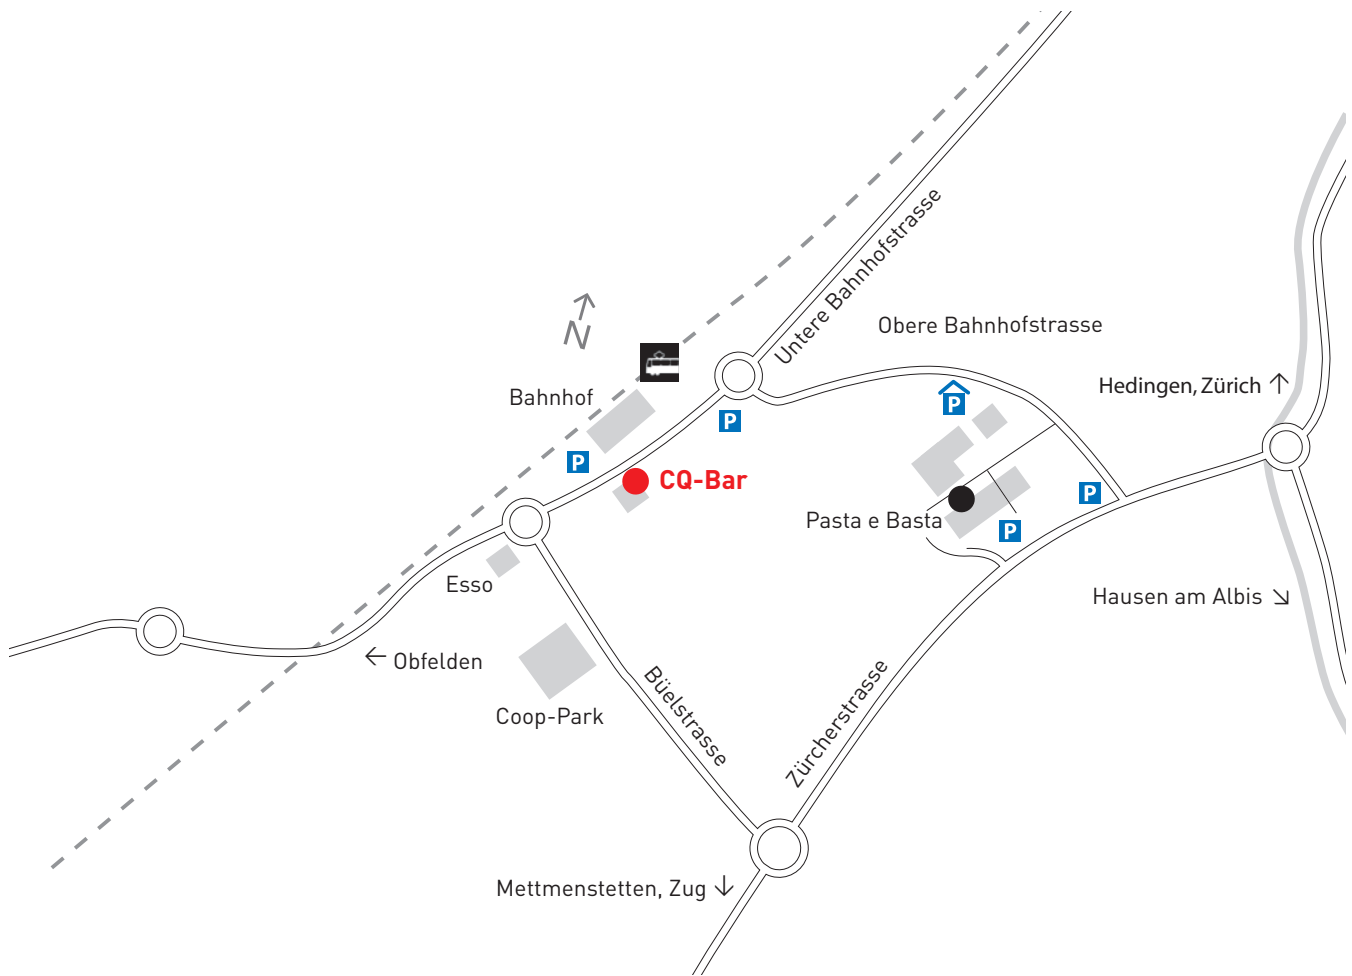 Untere Bahnhofstrasse
N
Obere Bahnhofstrasse
Bahnhof
Hedingen, Zürich ↑
P
P
P
CQ-Bar
P
Pasta e Basta
P
Esso
Hausen am Albis ↘
← Obfelden
Coop-Park
Büelstrasse
Zürcherstrasse
Mettmenstetten, Zug ↓